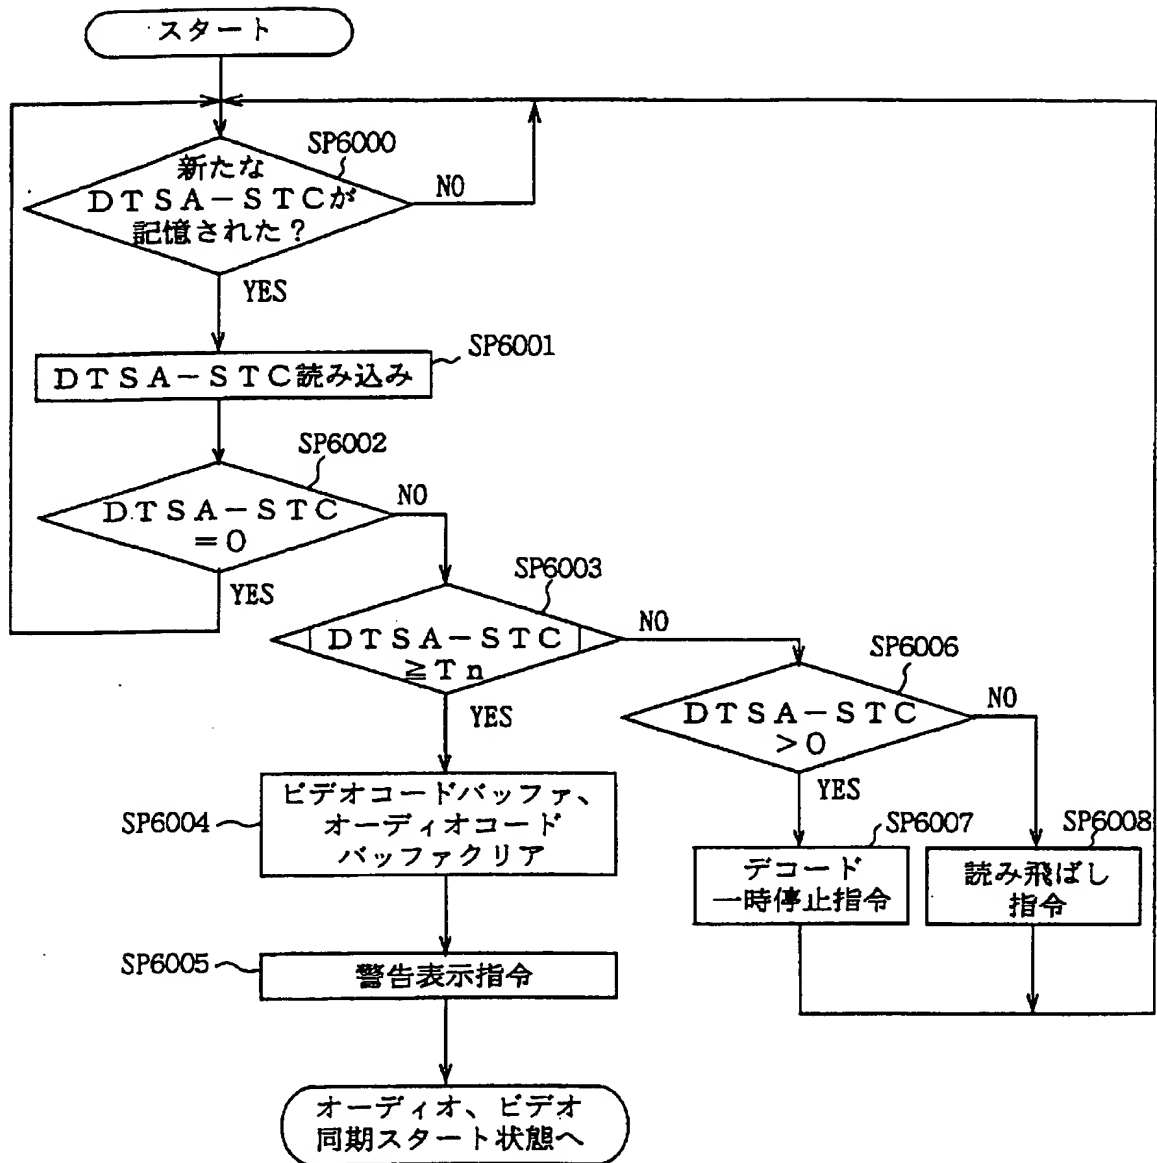 スタート
SP6000
新たな
DTSA-STCが
記憶された?
NO
YES
SP6001
DTSA-STC読み込み
SP6002
DTSA-STC
=0
NO
YES
SP6003
|DTSA-STC|
≧Tn
NO
YES
SP6006
DTSA-STC
>0
NO
YES
SP6004
ビデオコードバッファ、
オーディオコード
バッファクリア
SP6007
デコード
一時停止指令
SP6008
読み飛ばし
指令
SP6005
警告表示指令
オーディオ、ビデオ
同期スタート状態へ